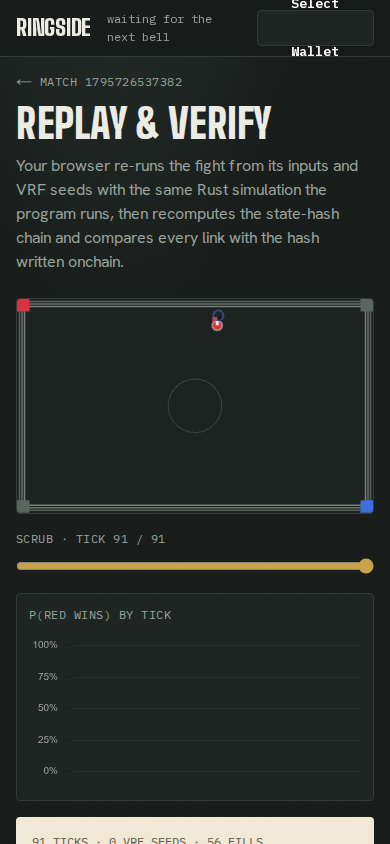 RINGSIDE
waiting for the
next bell
Select
Wallet
← MATCH 1795726537382
REPLAY & VERIFY
Your browser re-runs the fight from its inputs and
VRF seeds with the same Rust simulation the
program runs, then recomputes the state-hash
chain and compares every link with the hash
written onchain.
SCRUB · TICK 91 / 91
P(RED WINS) BY TICK
100%
75%
50%
25%
0%
91 TICKS · 0 VRF SEEDS · 56 FILLS